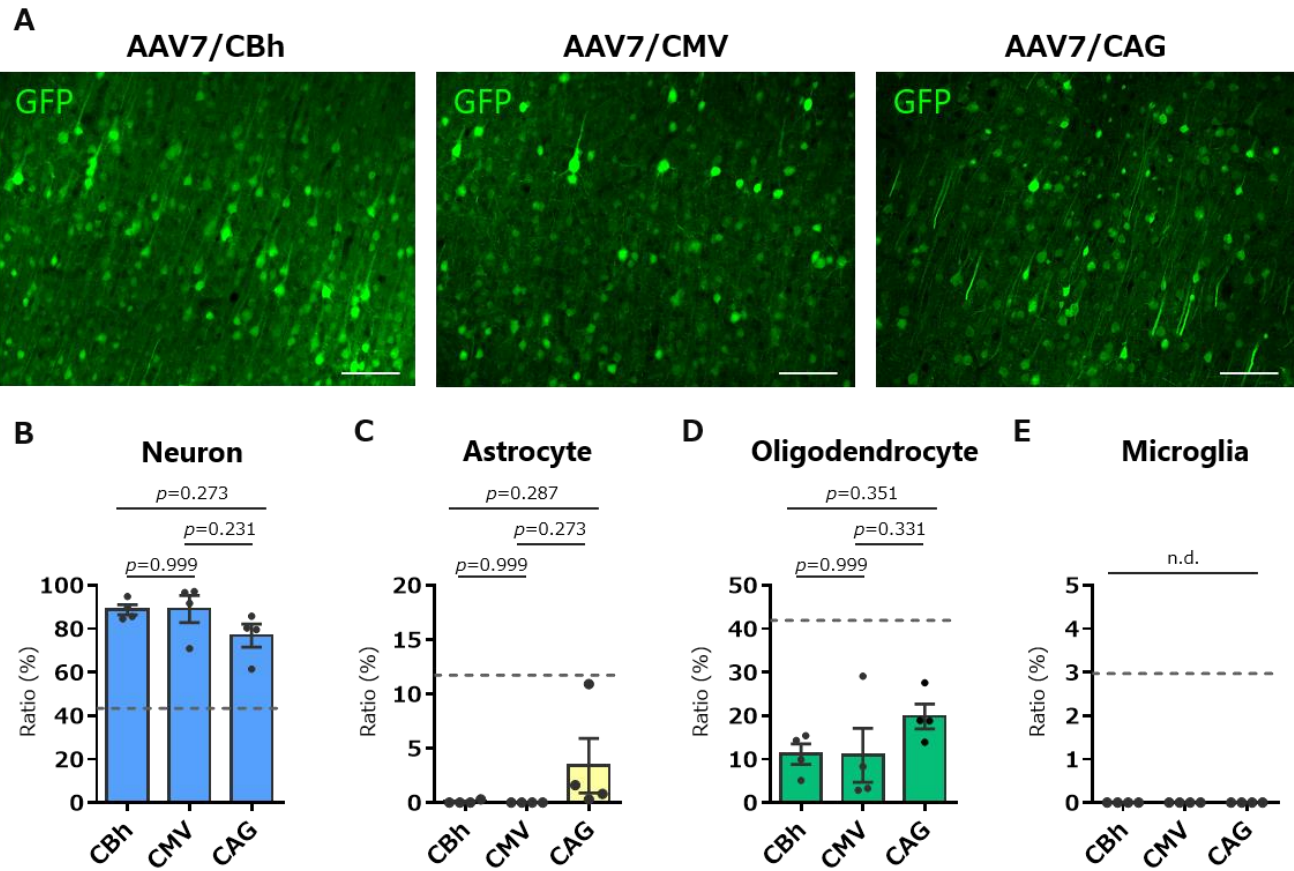 A
AAV7/CBh
AAV7/CMV
AAV7/CAG
GFP
GFP
GFP
B
Neuron
p=0.273
p=0.231
p=0.999
Ratio (%)
100
80
60
40
20
0
CBh
CMV
CAG
C
Astrocyte
p=0.287
p=0.273
p=0.999
Ratio (%)
20
15
10
5
0
CBh
CMV
CAG
D
Oligodendrocyte
p=0.351
p=0.331
p=0.999
Ratio (%)
50
40
30
20
10
0
CBh
CMV
CAG
E
Microglia
n.d.
Ratio (%)
5
4
3
2
1
0
CBh
CMV
CAG